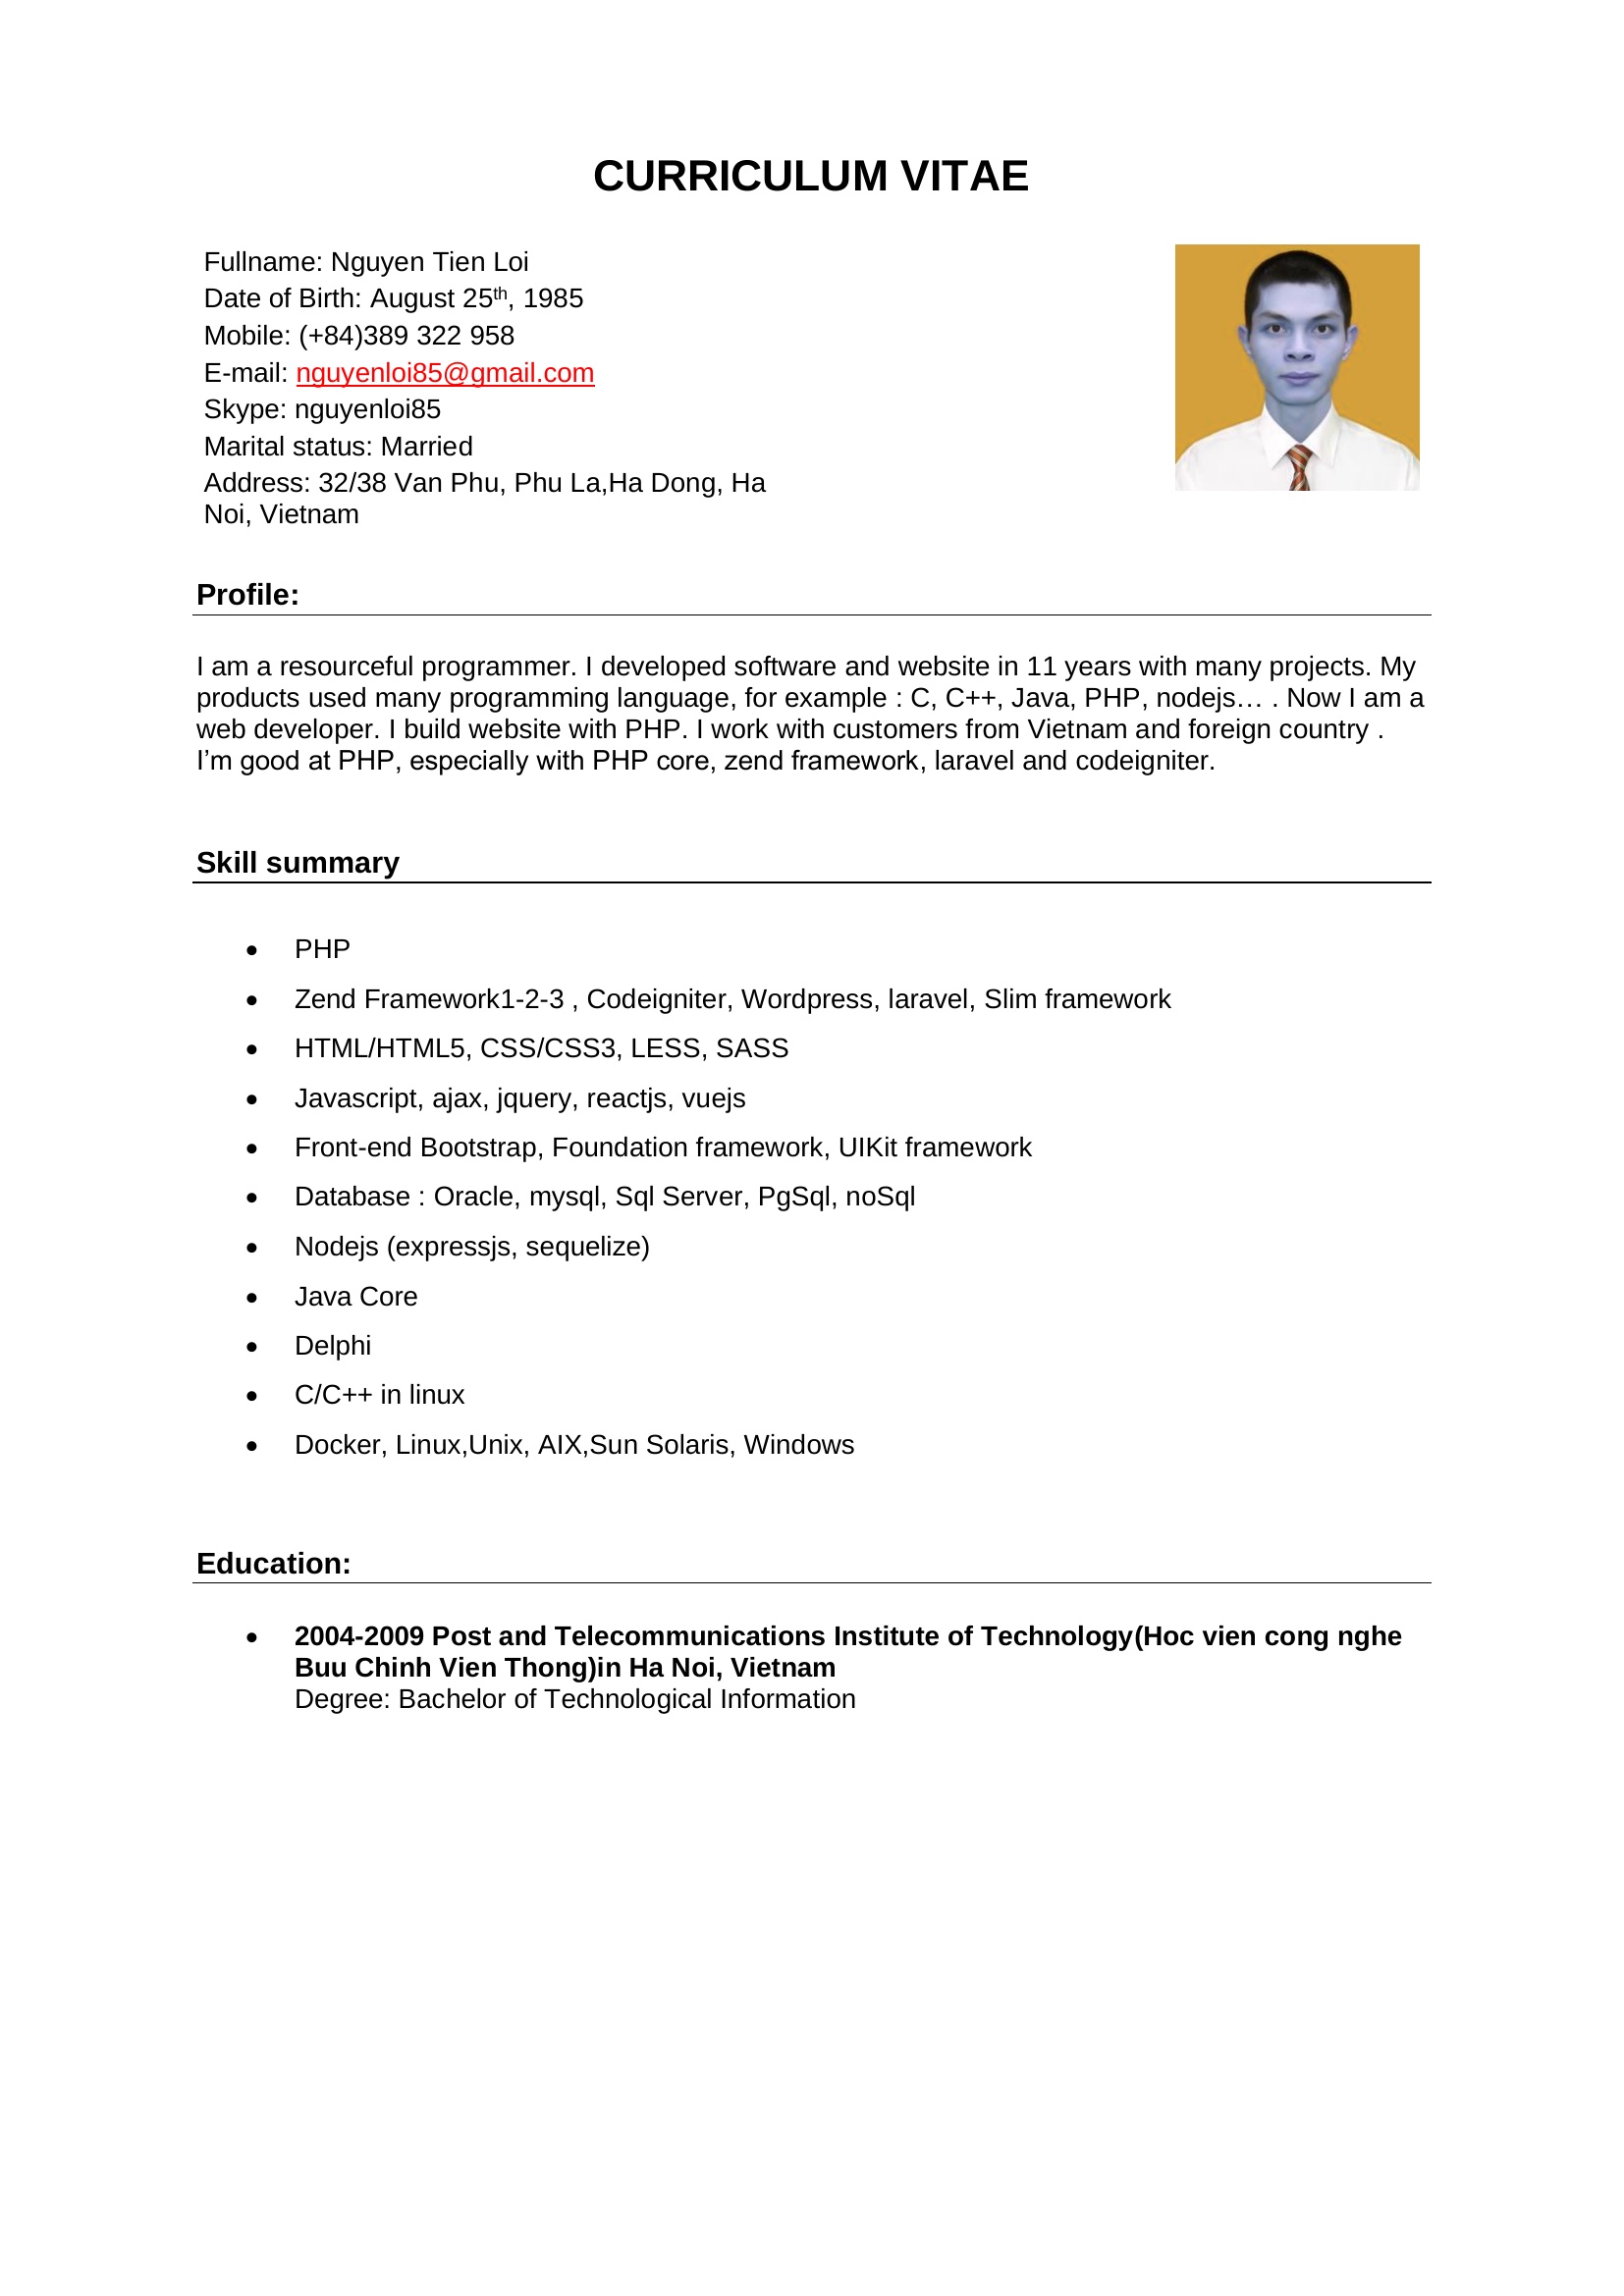 CURRICULUM VITAE
Fullname: Nguyen Tien Loi
Date of Birth: August 25th, 1985
Mobile: (+84)389 322 958
E-mail: nguyenloi85@gmail.com
Skype: nguyenloi85
Marital status: Married
Address: 32/38 Van Phu, Phu La,Ha Dong, Ha
Noi, Vietnam
Profile:
I am a resourceful programmer. I developed software and website in 11 years with many projects. My
products used many programming language, for example : C, C++, Java, PHP, nodejs… . Now I am a
web developer. I build website with PHP. I work with customers from Vietnam and foreign country .
I’m good at PHP, especially with PHP core, zend framework, laravel and codeigniter.
Skill summary
• PHP
• Zend Framework1-2-3 , Codeigniter, Wordpress, laravel, Slim framework
• HTML/HTML5, CSS/CSS3, LESS, SASS
• Javascript, ajax, jquery, reactjs, vuejs
• Front-end Bootstrap, Foundation framework, UIKit framework
• Database : Oracle, mysql, Sql Server, PgSql, noSql
• Nodejs (expressjs, sequelize)
• Java Core
• Delphi
• C/C++ in linux
• Docker, Linux,Unix, AIX,Sun Solaris, Windows
Education:
• 2004-2009 Post and Telecommunications Institute of Technology(Hoc vien cong nghe
Buu Chinh Vien Thong)in Ha Noi, Vietnam
Degree: Bachelor of Technological Information